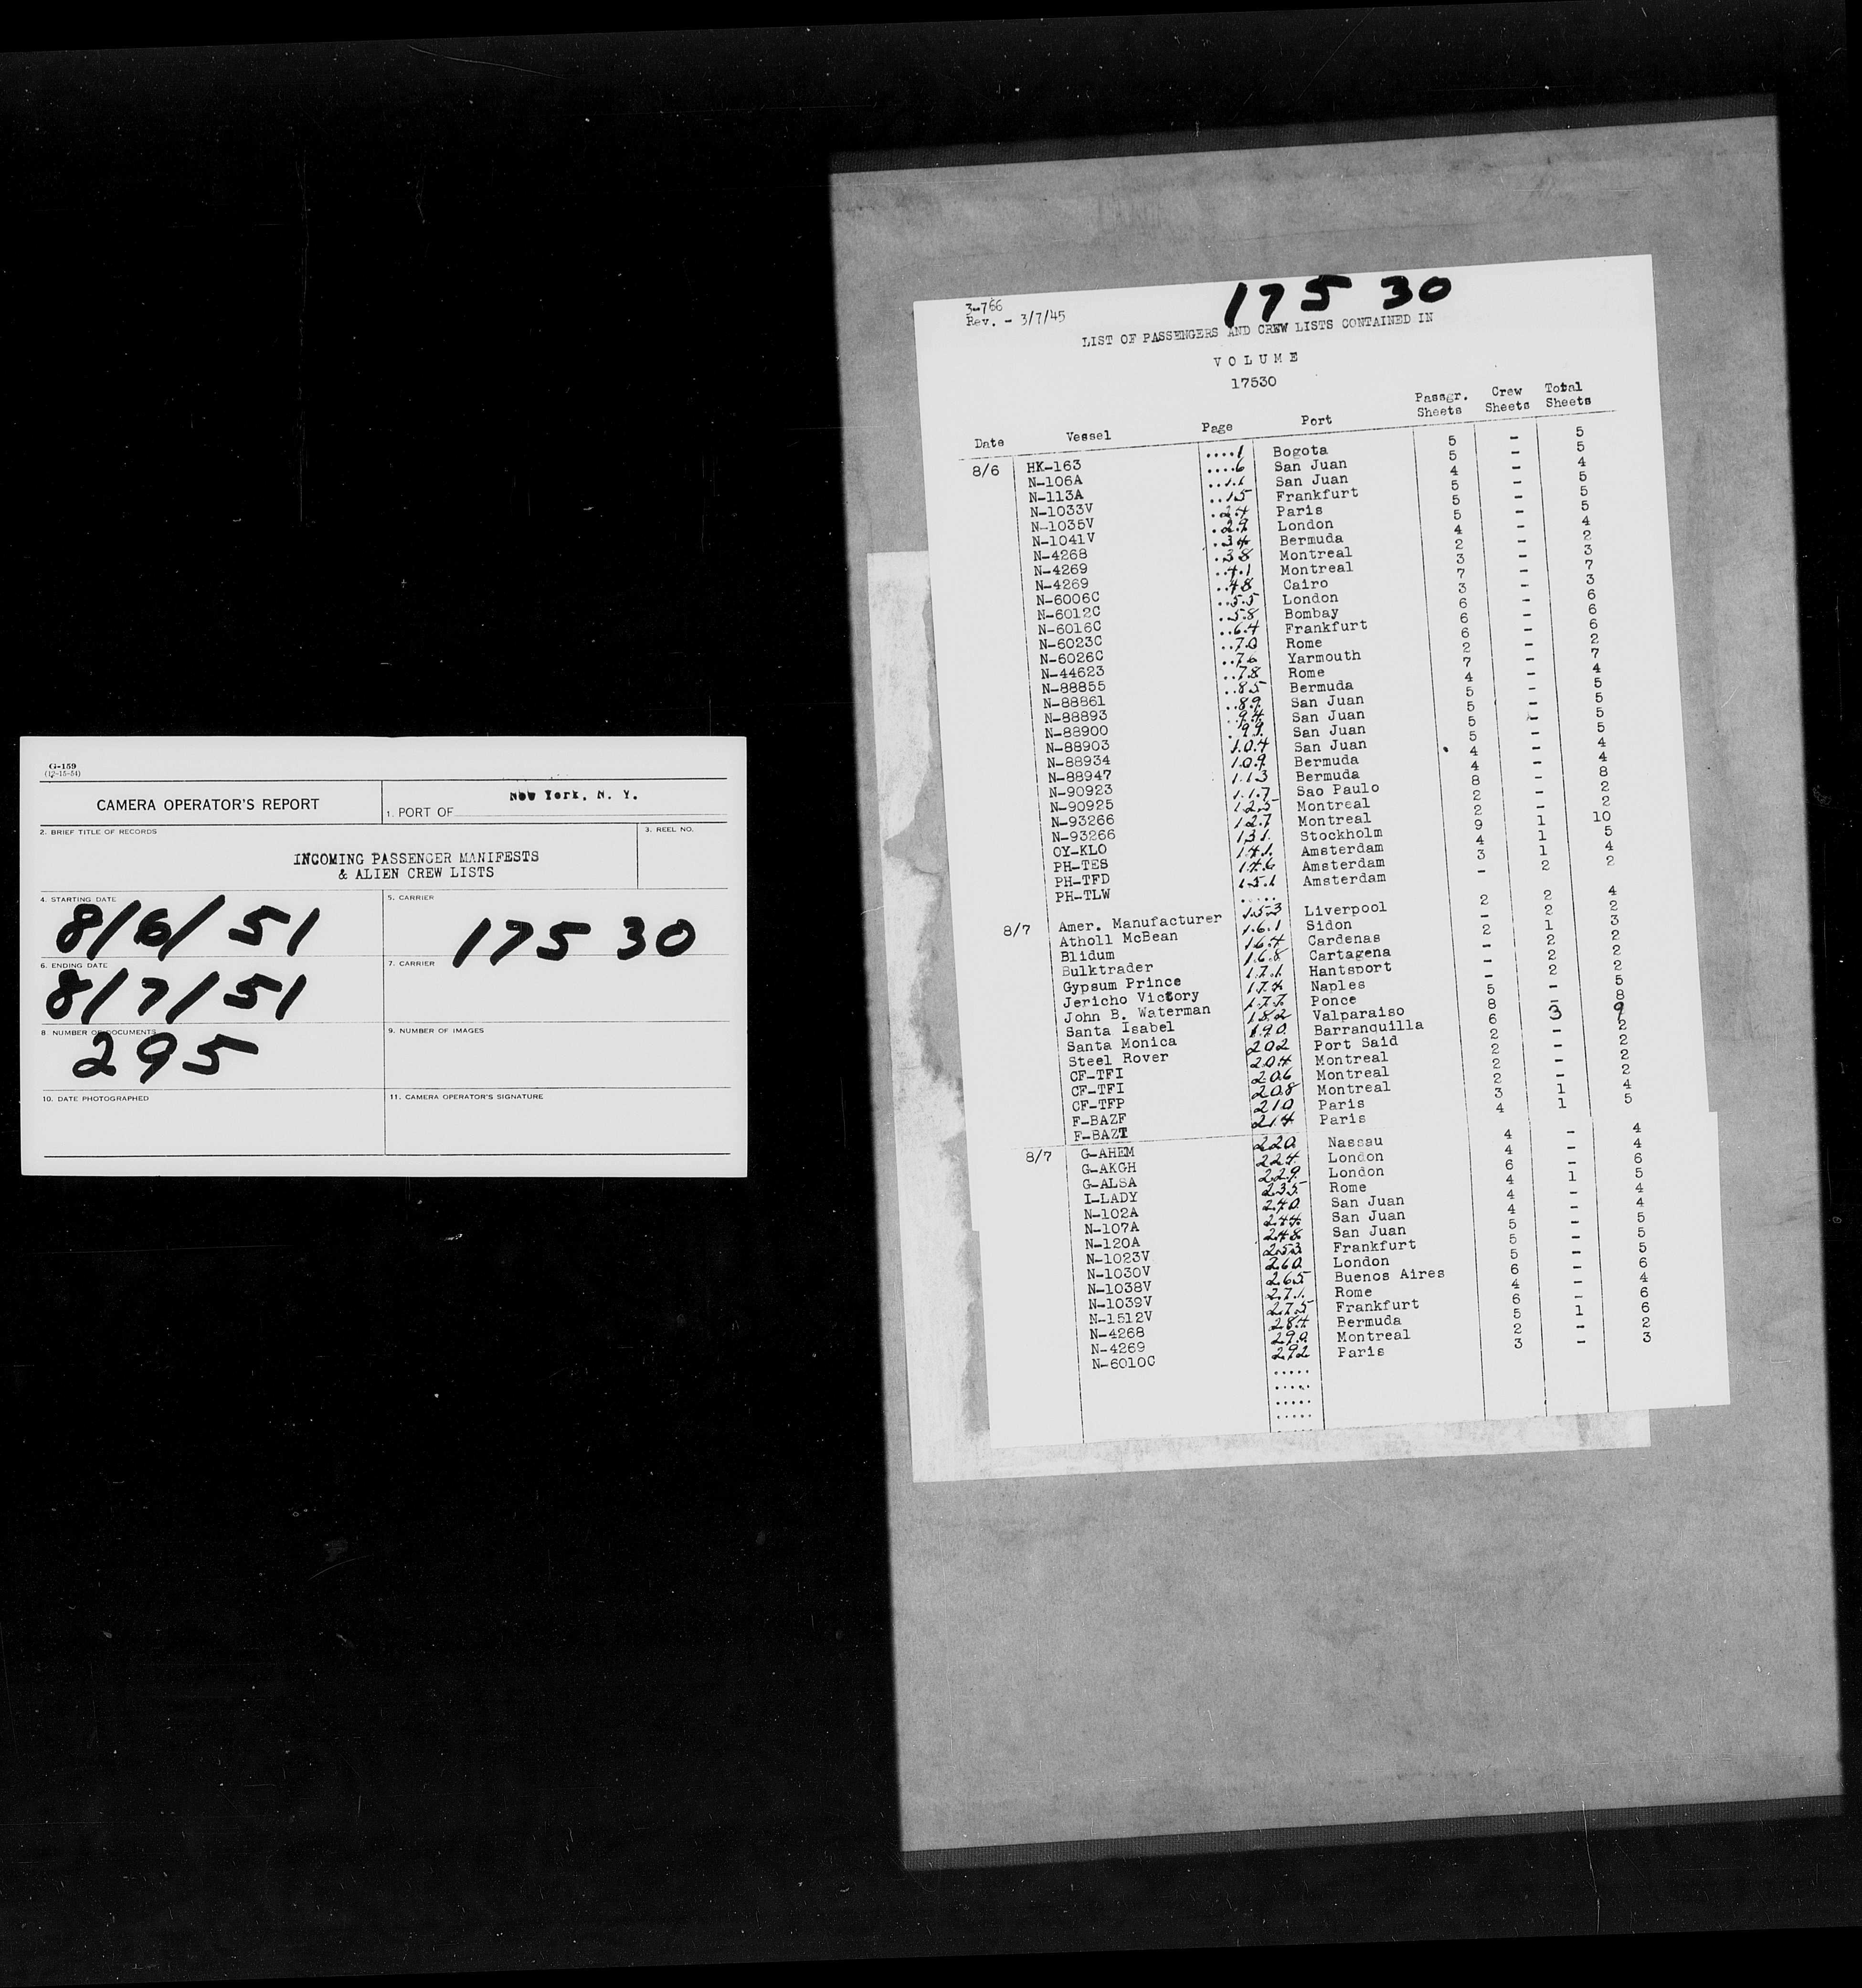 G-159
(12-15-54)
CAMERA OPERATOR'S REPORT
1. PORT OF New York, N. Y.
2. BRIEF TITLE OF RECORDS
3. REEL NO.
INCOMING PASSENGER MANIFESTS
& ALIEN CREW LISTS
4. STARTING DATE
8/6/51
5. CARRIER
17530
6. ENDING DATE
8/7/51
7. CARRIER
8. NUMBER OF DOCUMENTS
295
9. NUMBER OF IMAGES
10. DATE PHOTOGRAPHED
11. CAMERA OPERATOR'S SIGNATURE
17530
3-766
Rev. - 3/7/45
LIST OF PASSENGERS AND CREW LISTS CONTAINED IN
VOLUME
17530
Date Vessel Page Port Passgr. Sheets Crew Sheets Total Sheets
8/6 HK-163 ....1 Bogota 5 - 5
N-106A ....6 San Juan 5 - 5
N-113A ..11 San Juan 4 - 4
N-1033V ..15 Frankfurt 5 - 5
N-1035V .24 Paris 5 - 5
N-1041V .29 London 5 - 5
N-4268 .34 Bermuda 4 - 4
N-4269 .38 Montreal 2 - 2
N-4269 ..41 Montreal 3 - 3
N-6006C ..48 Cairo 7 - 7
N-6012C ..55 London 3 - 3
N-6016C ..58 Bombay 6 - 6
N-6023C ..64 Frankfurt 6 - 6
N-6026C ..70 Rome 6 - 6
N-44623 ..76 Yarmouth 2 - 2
N-88855 ..78 Rome 7 - 7
N-88861 ..85 Bermuda 4 - 4
N-88893 ..89 San Juan 5 - 5
N-88900 .94 San Juan 5 - 5
N-88903 .99 San Juan 5 - 5
N-88934 104 San Juan 5 - 5
N-88947 109 Bermuda 4 - 4
N-90923 113 Bermuda 4 - 4
N-90925 117 Sao Paulo 8 - 8
N-93266 125 Montreal 2 - 2
N-93266 127 Montreal 2 - 2
OY-KLO 131 Stockholm 9 1 10
PH-TES 141 Amsterdam 4 1 5
PH-TFD 146 Amsterdam 3 1 4
PH-TLW 151 Amsterdam - 2 2
8/7 Amer. Manufacturer 153 Liverpool 2 2 4
Atholl McBean 161 Sidon - 2 2
Blidum 164 Cardenas 2 1 3
Bulktrader 168 Cartagena - 2 2
Gypsum Prince 171 Hantsport - 2 2
Jericho Victory 174 Naples - 2 2
John B. Waterman 177 Ponce 5 - 5
Santa Isabel 182 Valparaiso 8 - 8
Santa Monica 190 Barranquilla 6 3 9
Steel Rover 202 Port Said 2 - 2
CF-TFI 204 Montreal 2 - 2
CF-TFI 206 Montreal 2 - 2
CF-TFP 208 Montreal 2 - 2
F-BAZF 210 Paris 3 1 4
F-BAZT 214 Paris 4 1 5
8/7 G-AHEM 220 Nassau 4 - 4
G-AKGH 224 London 4 - 4
G-ALSA 229 London 6 - 6
I-LADY 235 Rome 4 1 5
N-102A 240 San Juan 4 - 4
N-107A 244 San Juan 4 - 4
N-120A 248 San Juan 5 - 5
N-1023V 253 Frankfurt 5 - 5
N-1030V 260 London 5 - 5
N-1038V 265 Buenos Aires 6 - 6
N-1039V 271 Rome 4 - 4
N-1512V 275 Frankfurt 6 - 6
N-4268 284 Bermuda 5 1 6
N-4269 290 Montreal 2 - 2
N-6010C 292 Paris 3 - 3